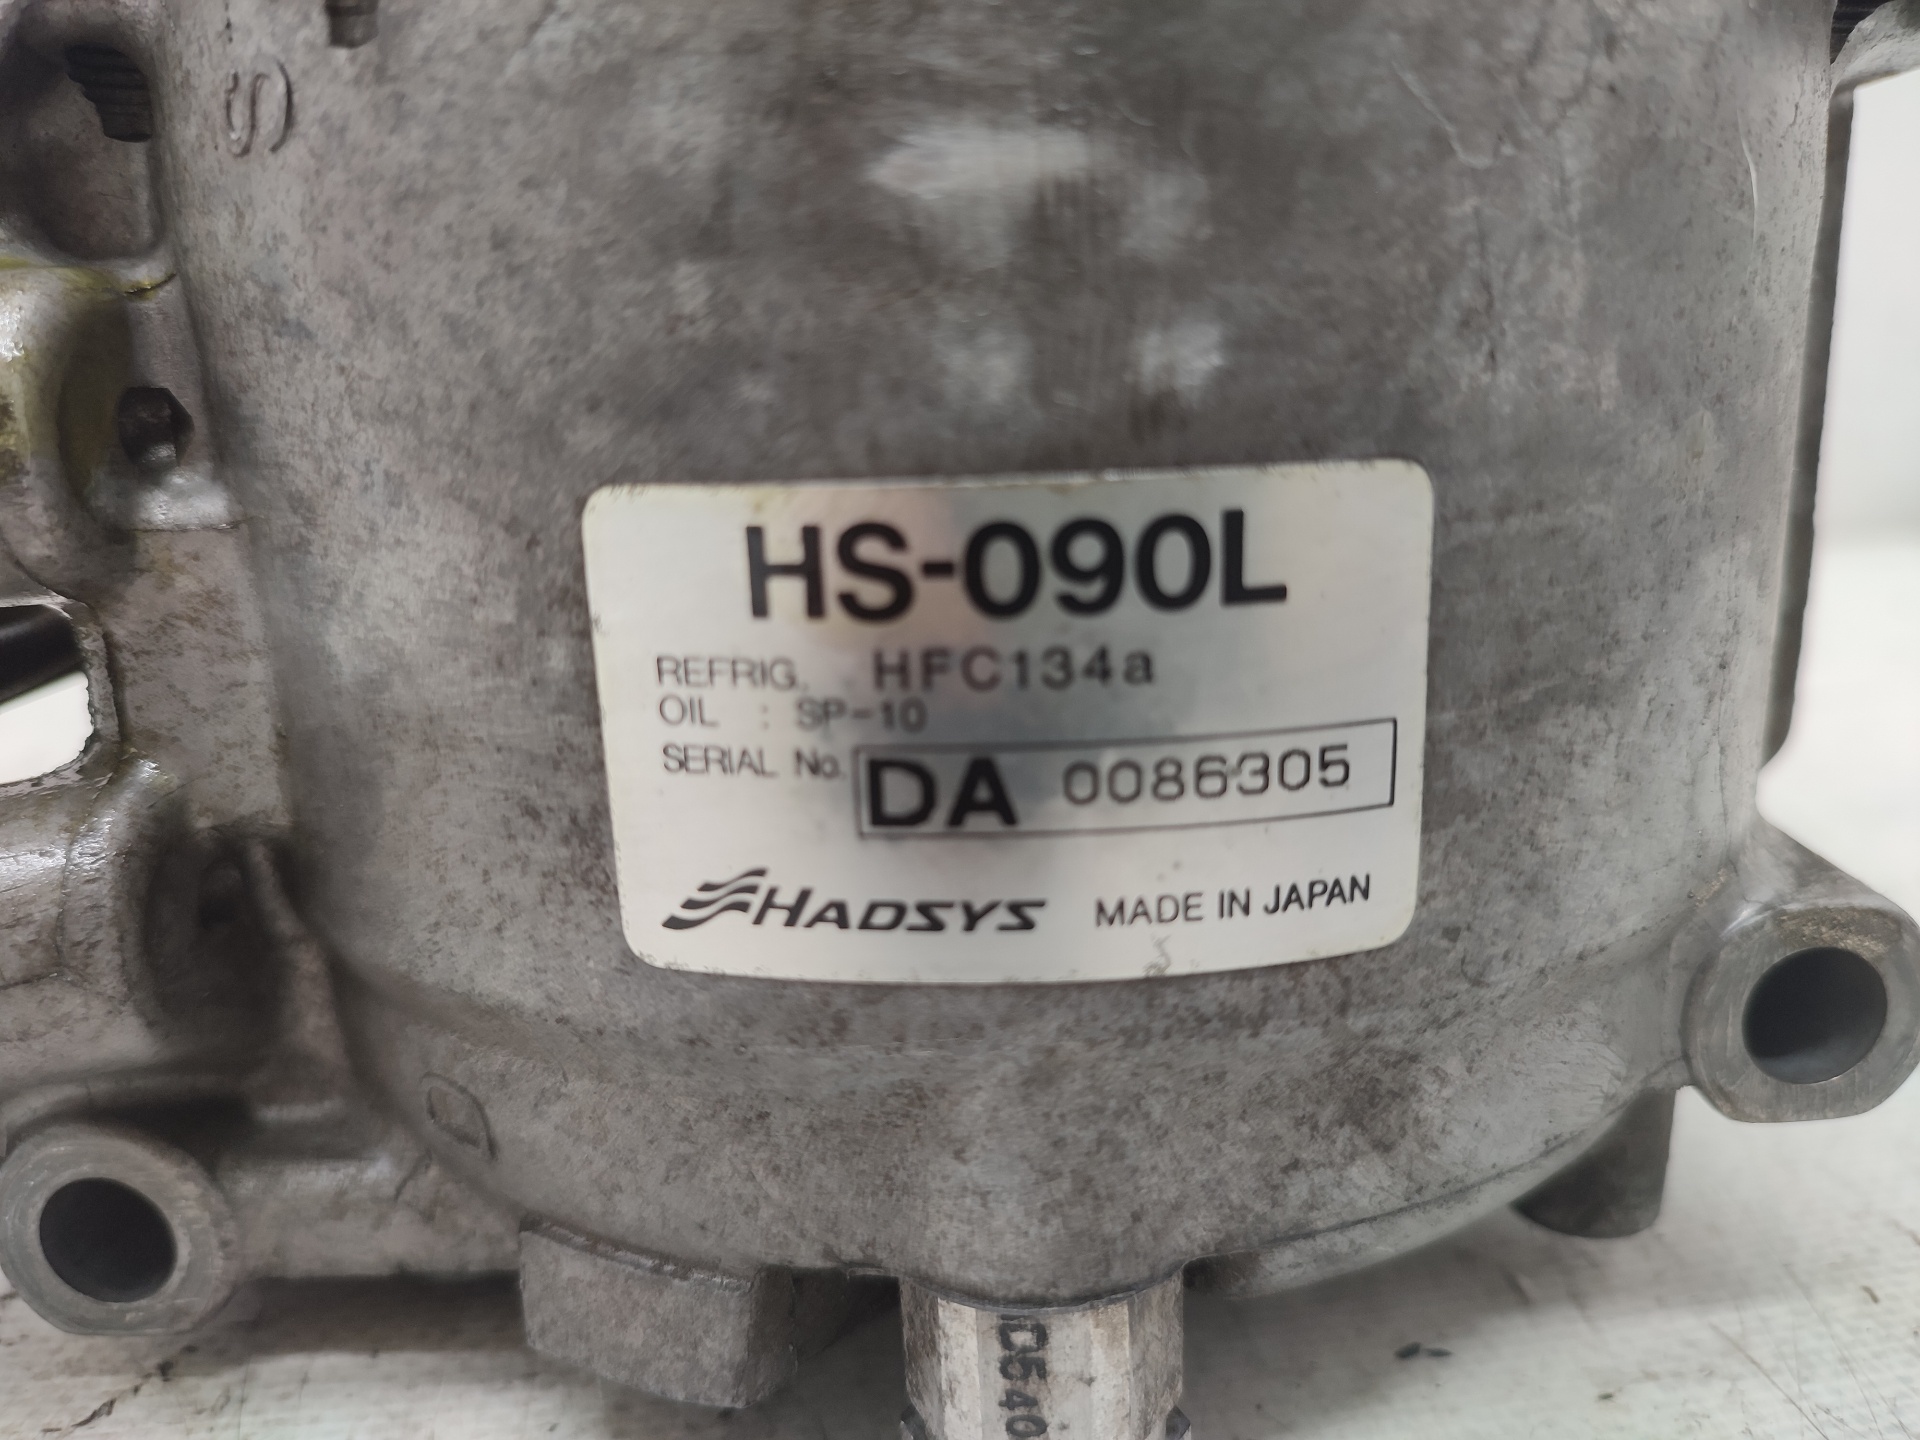 S
HS-090L
REFRIG. HFC134a
OIL : SP-10
SERIAL No. DA 0086305
HADSYS MADE IN JAPAN
D